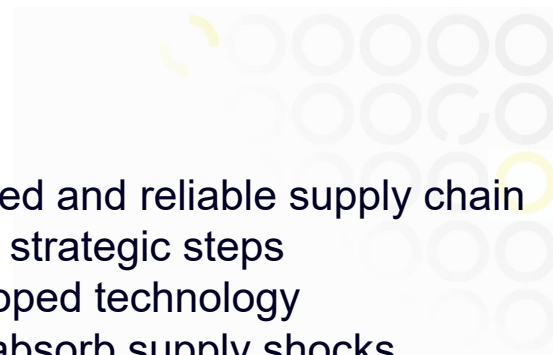 ed and reliable supply chain
strategic steps
oped technology
absorb supply shocks